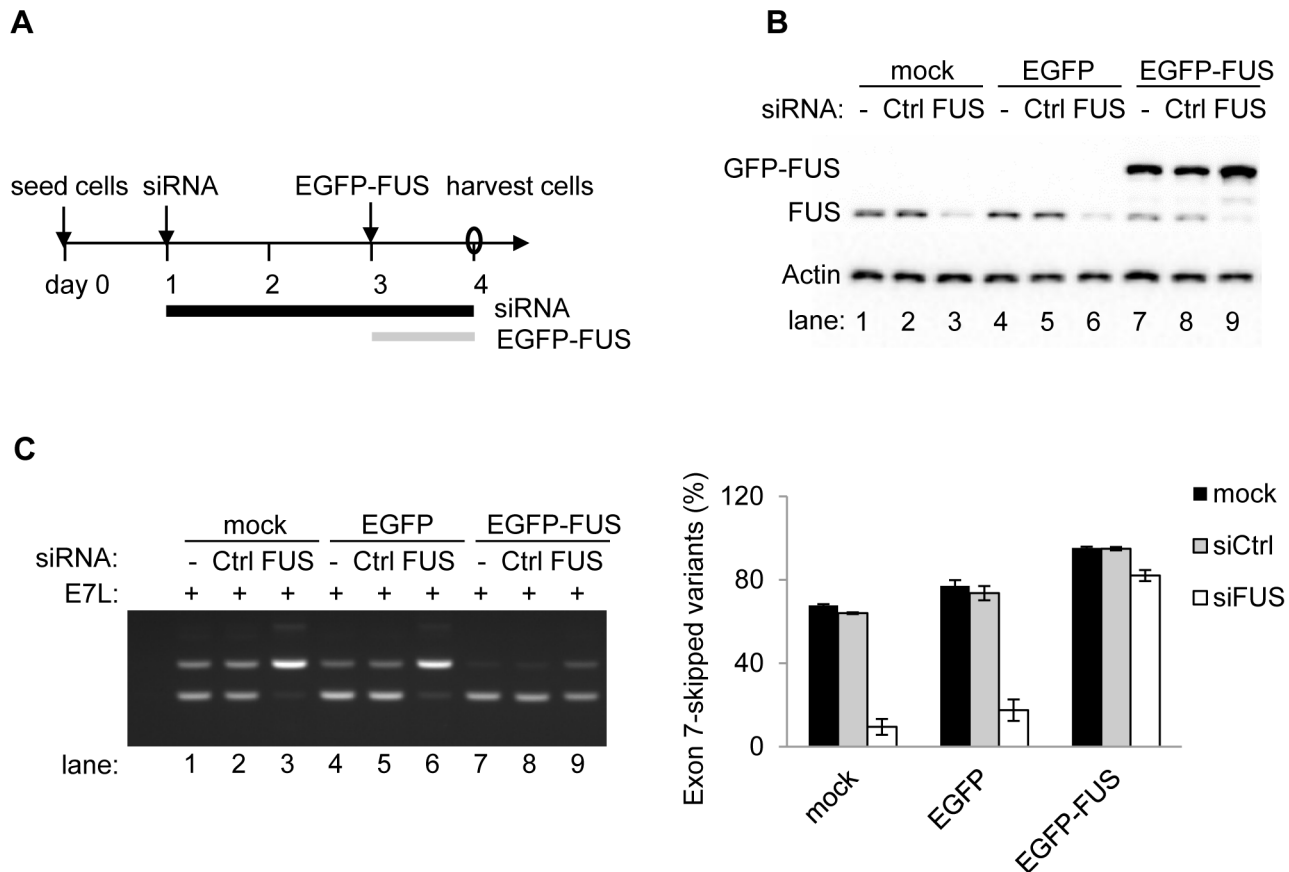 A
seed cells siRNA EGFP-FUS harvest cells
day 0 1 2 3 4
siRNA
EGFP-FUS
B
mock EGFP EGFP-FUS
siRNA: - Ctrl FUS - Ctrl FUS - Ctrl FUS
GFP-FUS
FUS
Actin
lane: 1 2 3 4 5 6 7 8 9
C
mock EGFP EGFP-FUS
siRNA: - Ctrl FUS - Ctrl FUS - Ctrl FUS
E7L: + + + + + + + + +
lane: 1 2 3 4 5 6 7 8 9
Exon 7-skipped variants (%)
120
80
40
0
mock EGFP EGFP-FUS
mock
siCtrl
siFUS